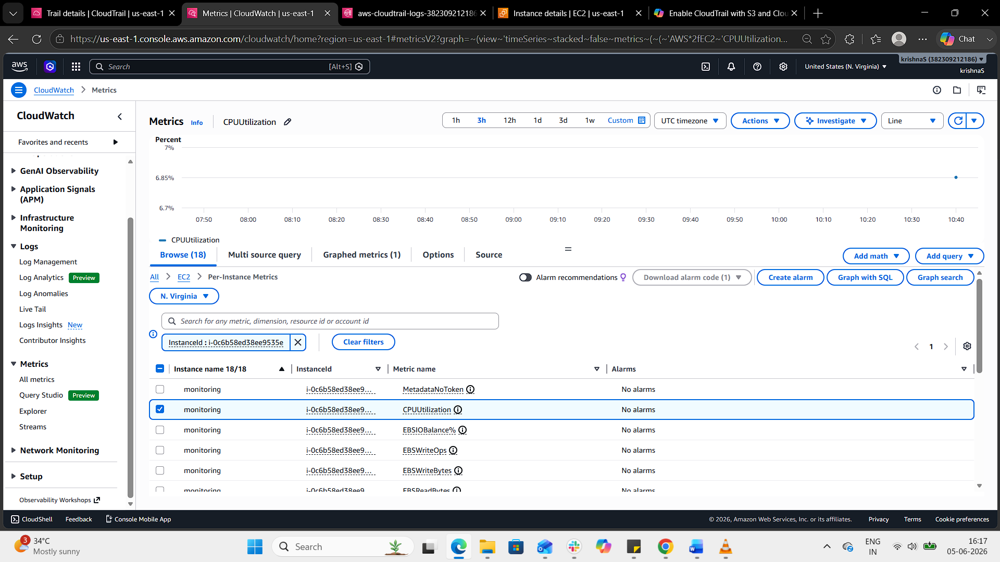 Trail details | CloudTrail | us-east-1
Metrics | CloudWatch | us-east-1
aws-cloudtrail-logs-382309212186
Instance details | EC2 | us-east-1
Enable CloudTrail with S3 and Clou
https://us-east-1.console.aws.amazon.com/cloudwatch/home?region=us-east-1#metricsV2?graph=~(view~'timeSeries~stacked~false~metrics~(~(~'AWS*2fEC2~'CPUUtilization...
Chat
aws
Search
[Alt+S]
United States (N. Virginia)
krishnaS (382309212186)
krishnaS
CloudWatch
Metrics
CloudWatch
Favorites and recents
GenAI Observability
Application Signals
(APM)
Infrastructure
Monitoring
Logs
Log Management
Log Analytics Preview
Log Anomalies
Live Tail
Logs Insights New
Contributor Insights
Metrics
All metrics
Query Studio Preview
Explorer
Streams
Network Monitoring
Setup
Observability Workshops
Metrics Info CPUUtilization
1h 3h 12h 1d 3d 1w Custom
UTC timezone
Actions
Investigate
Line
Percent
7%
6.85%
6.7%
07:50 08:00 08:10 08:20 08:30 08:40 08:50 09:00 09:10 09:20 09:30 09:40 09:50 10:00 10:10 10:20 10:30 10:40
CPUUtilization
Browse (18) Multi source query Graphed metrics (1) Options Source
Add math Add query
All EC2 Per-Instance Metrics
Alarm recommendations
Download alarm code (1)
Create alarm
Graph with SQL
Graph search
N. Virginia
Search for any metric, dimension, resource id or account id
InstanceId : i-0c6b58ed38ee9535e
Clear filters
1
Instance name 18/18 InstanceId Metric name Alarms
monitoring i-0c6b58ed38ee9... MetadataNoToken No alarms
monitoring i-0c6b58ed38ee9... CPUUtilization No alarms
monitoring i-0c6b58ed38ee9... EBSIOBalance% No alarms
monitoring i-0c6b58ed38ee9... EBSWriteOps No alarms
monitoring i-0c6b58ed38ee9... EBSWriteBytes No alarms
monitoring i-0c6b58ed38ee9 EBSReadBytes No alarms
CloudShell Feedback Console Mobile App
© 2026, Amazon Web Services, Inc. or its affiliates. Privacy Terms Cookie preferences
3
34°C
Mostly sunny
Search
ENG
IN
16:17
05-06-2026